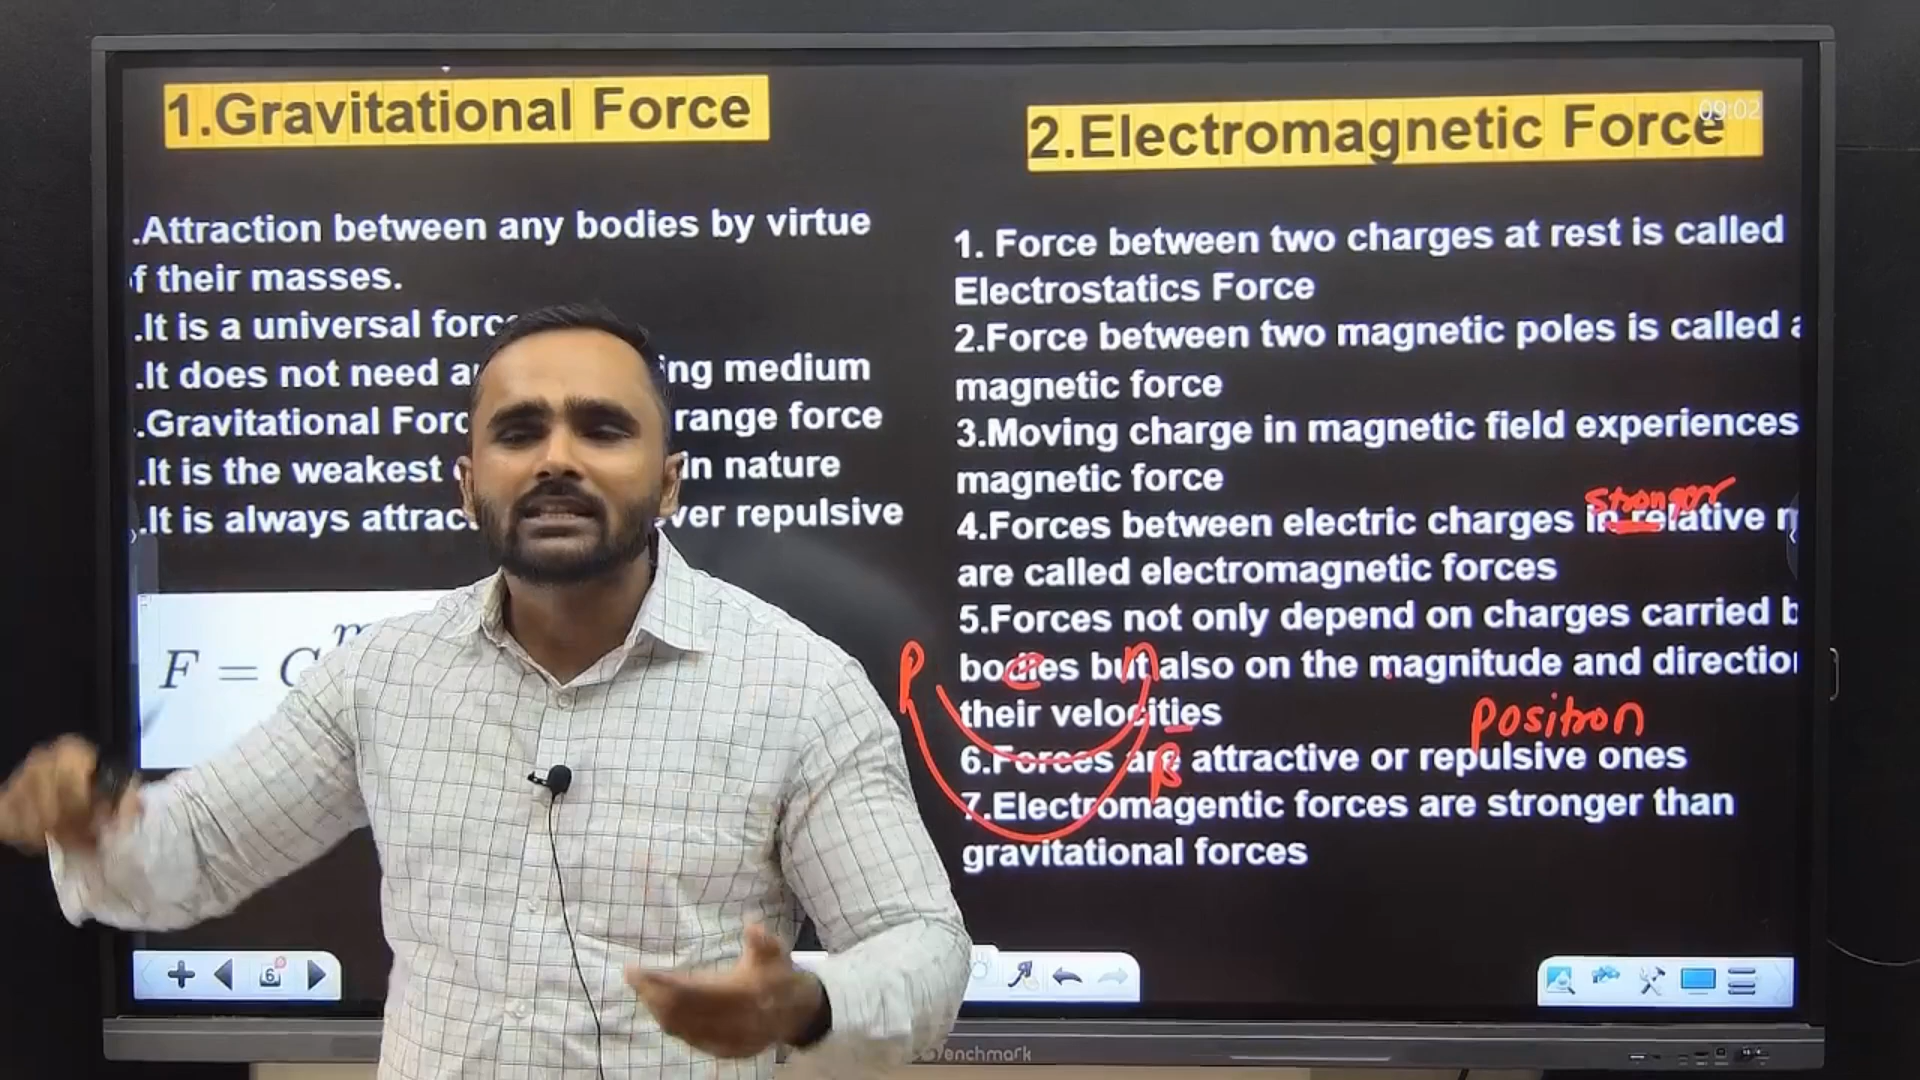 1.Gravitational Force
.Attraction between any bodies by virtue
f their masses.
.It is a universal forc
.It does not need a ing medium
.Gravitational Forc range force
.It is the weakest in nature
.It is always attrac ver repulsive
F =
2.Electromagnetic Force
09:02
1. Force between two charges at rest is called
Electrostatics Force
2.Force between two magnetic poles is called a
magnetic force
3.Moving charge in magnetic field experiences
magnetic force
stronger
4.Forces between electric charges in relative m
are called electromagnetic forces
5.Forces not only depend on charges carried b
P e n
bodies but also on the magnitude and direction
their velocities
position
6.Forces are attractive or repulsive ones
β
7.Electromagentic forces are stronger than
gravitational forces
6
Benchmark